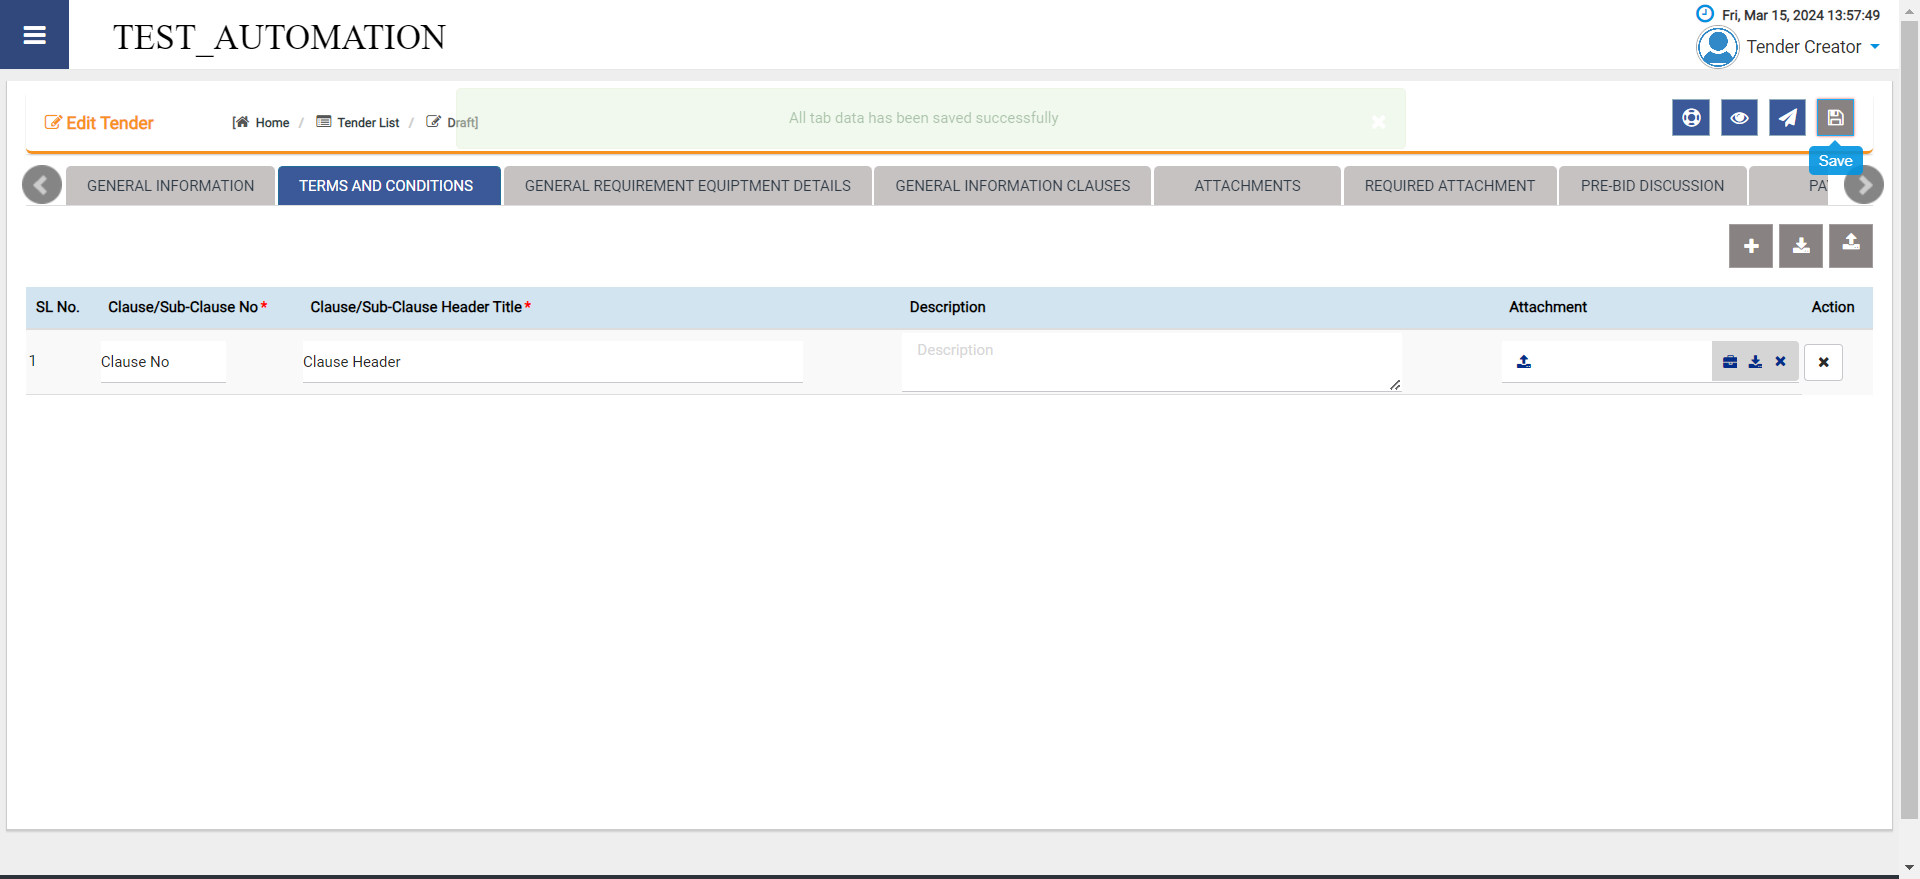 TEST_AUTOMATION
Fri, Mar 15, 2024 13:57:49
Tender Creator
Edit Tender
[ Home / Tender List / Draft]
All tab data has been saved successfully
Save
GENERAL INFORMATION
TERMS AND CONDITIONS
GENERAL REQUIREMENT EQUIPTMENT DETAILS
GENERAL INFORMATION CLAUSES
ATTACHMENTS
REQUIRED ATTACHMENT
PRE-BID DISCUSSION
SL No. Clause/Sub-Clause No* Clause/Sub-Clause Header Title* Description Attachment Action
1 Clause No Clause Header Description